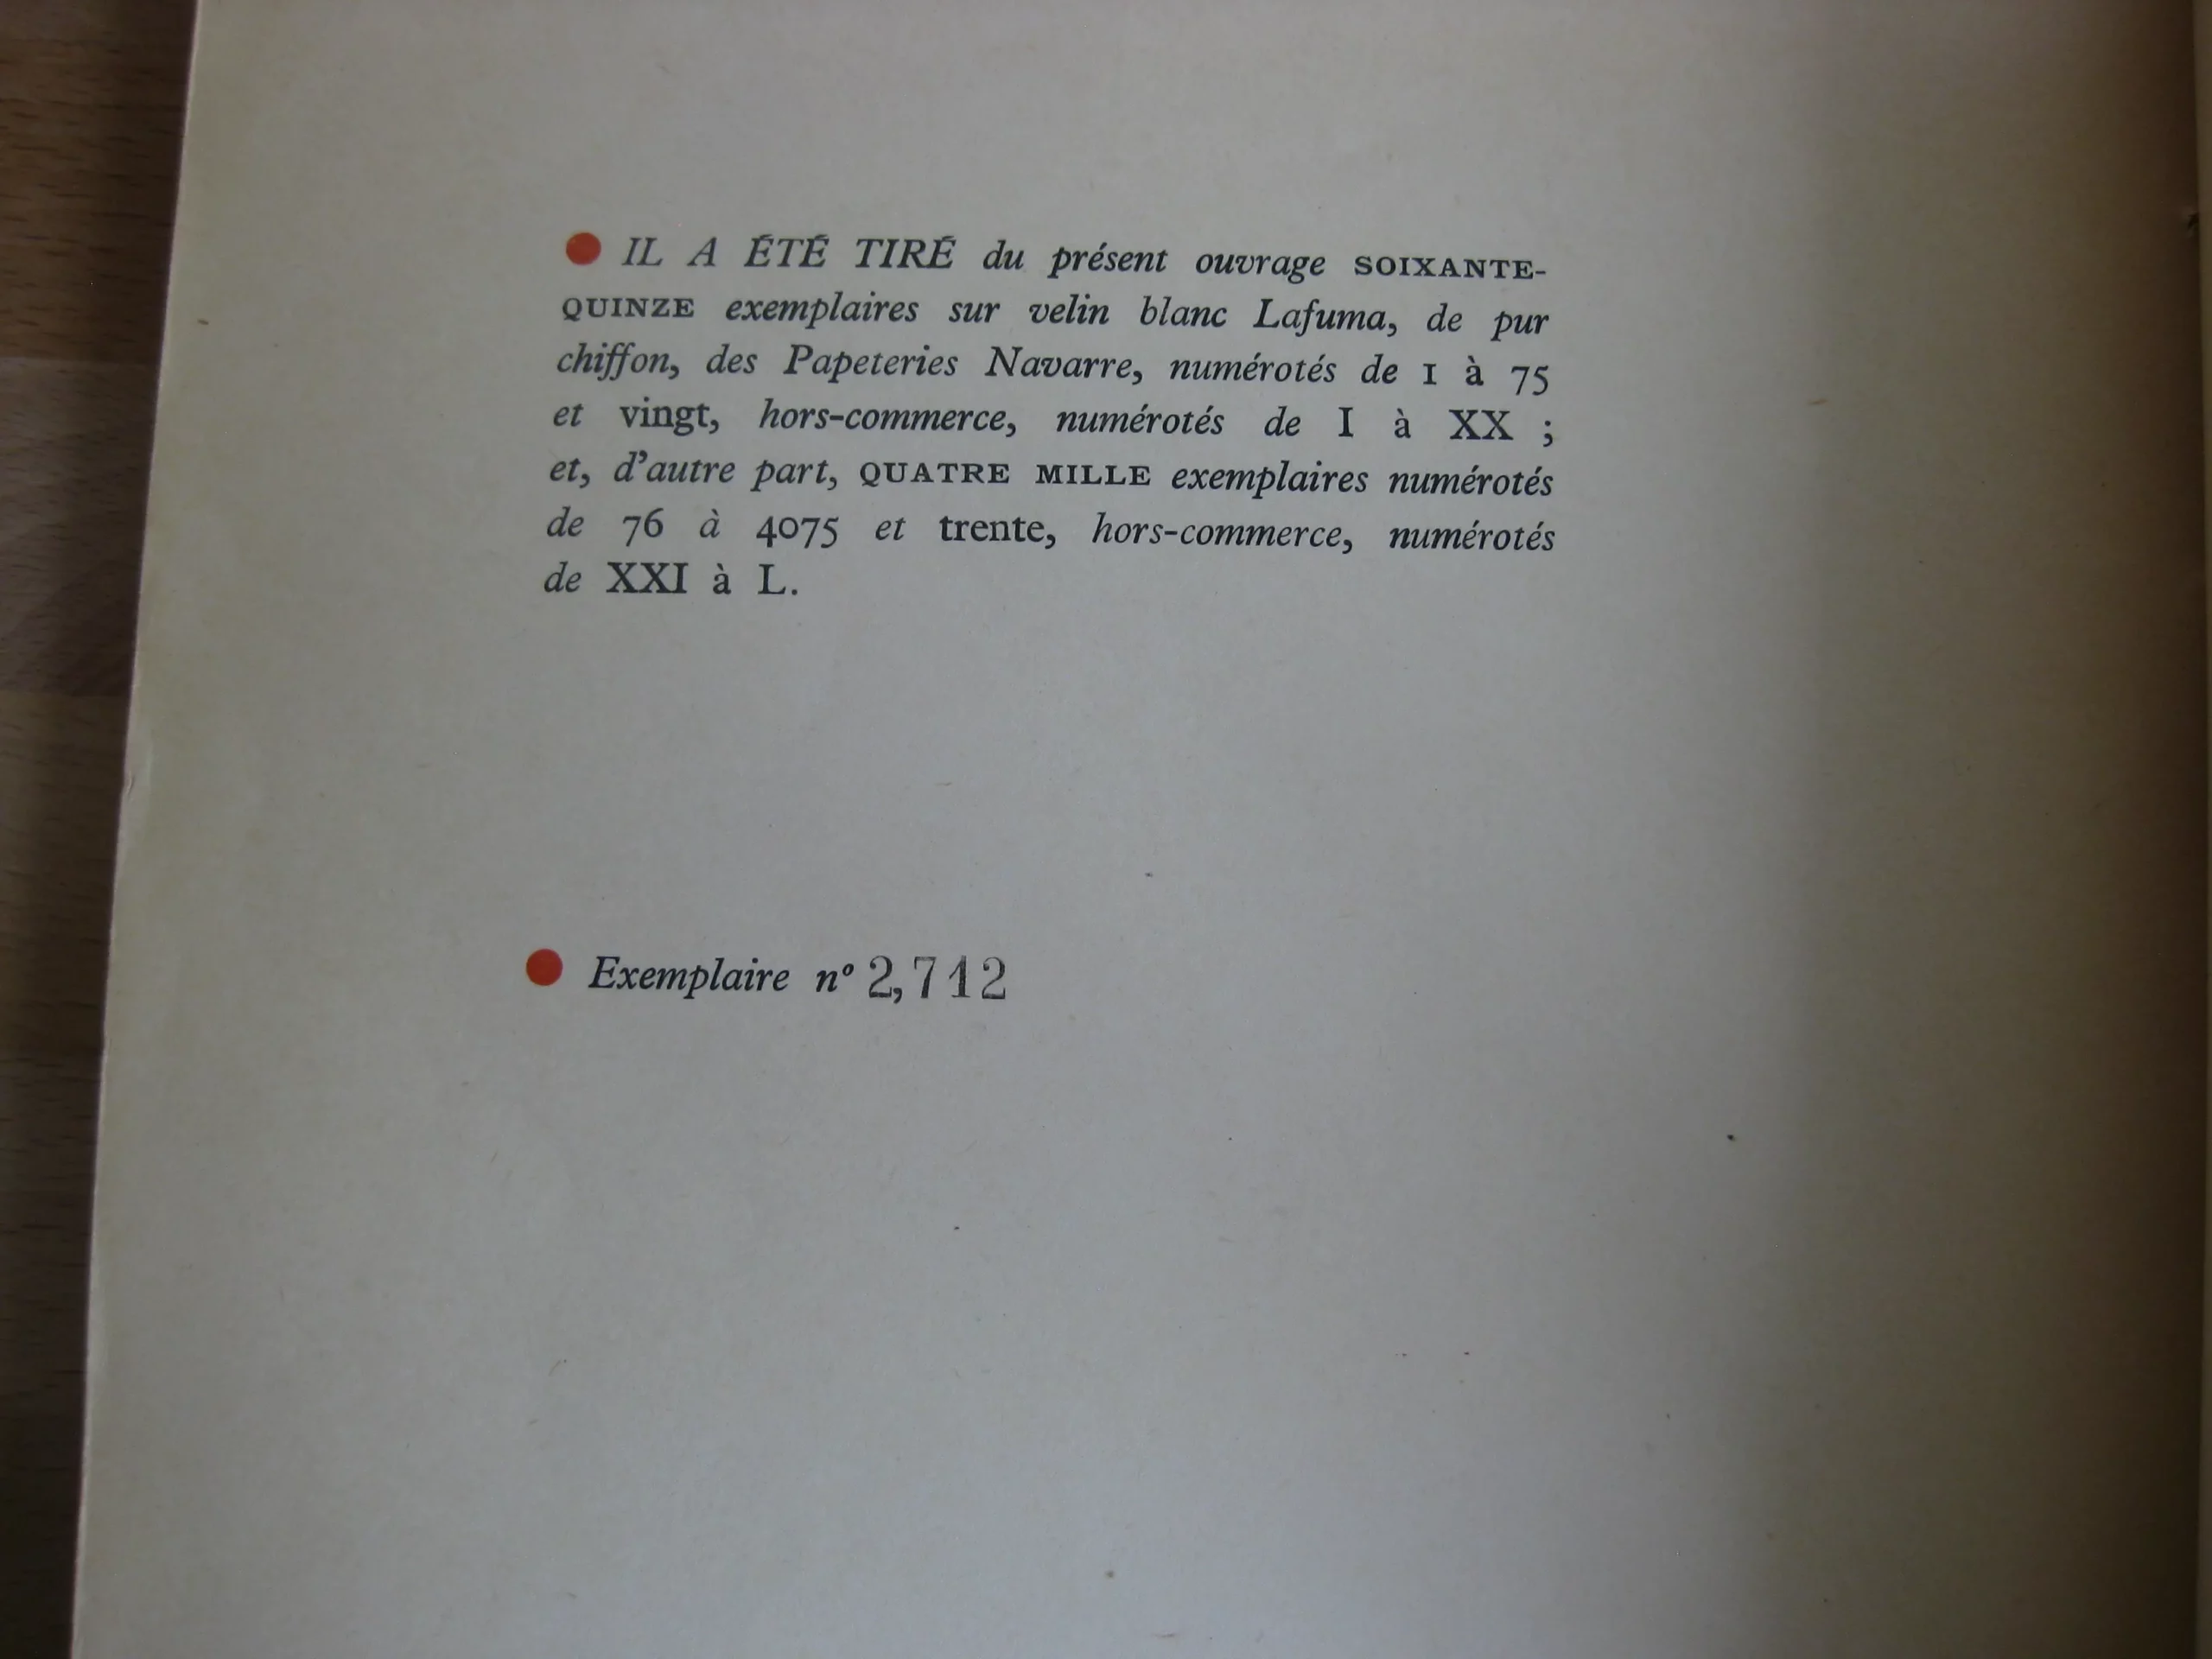 IL A ÉTÉ TIRÉ du présent ouvrage SOIXANTE-
QUINZE exemplaires sur velin blanc Lafuma, de pur
chiffon, des Papeteries Navarre, numérotés de 1 à 75
et vingt, hors-commerce, numérotés de I à XX ;
et, d'autre part, QUATRE MILLE exemplaires numérotés
de 76 à 4075 et trente, hors-commerce, numérotés
de XXI à L.
Exemplaire nº 2,712